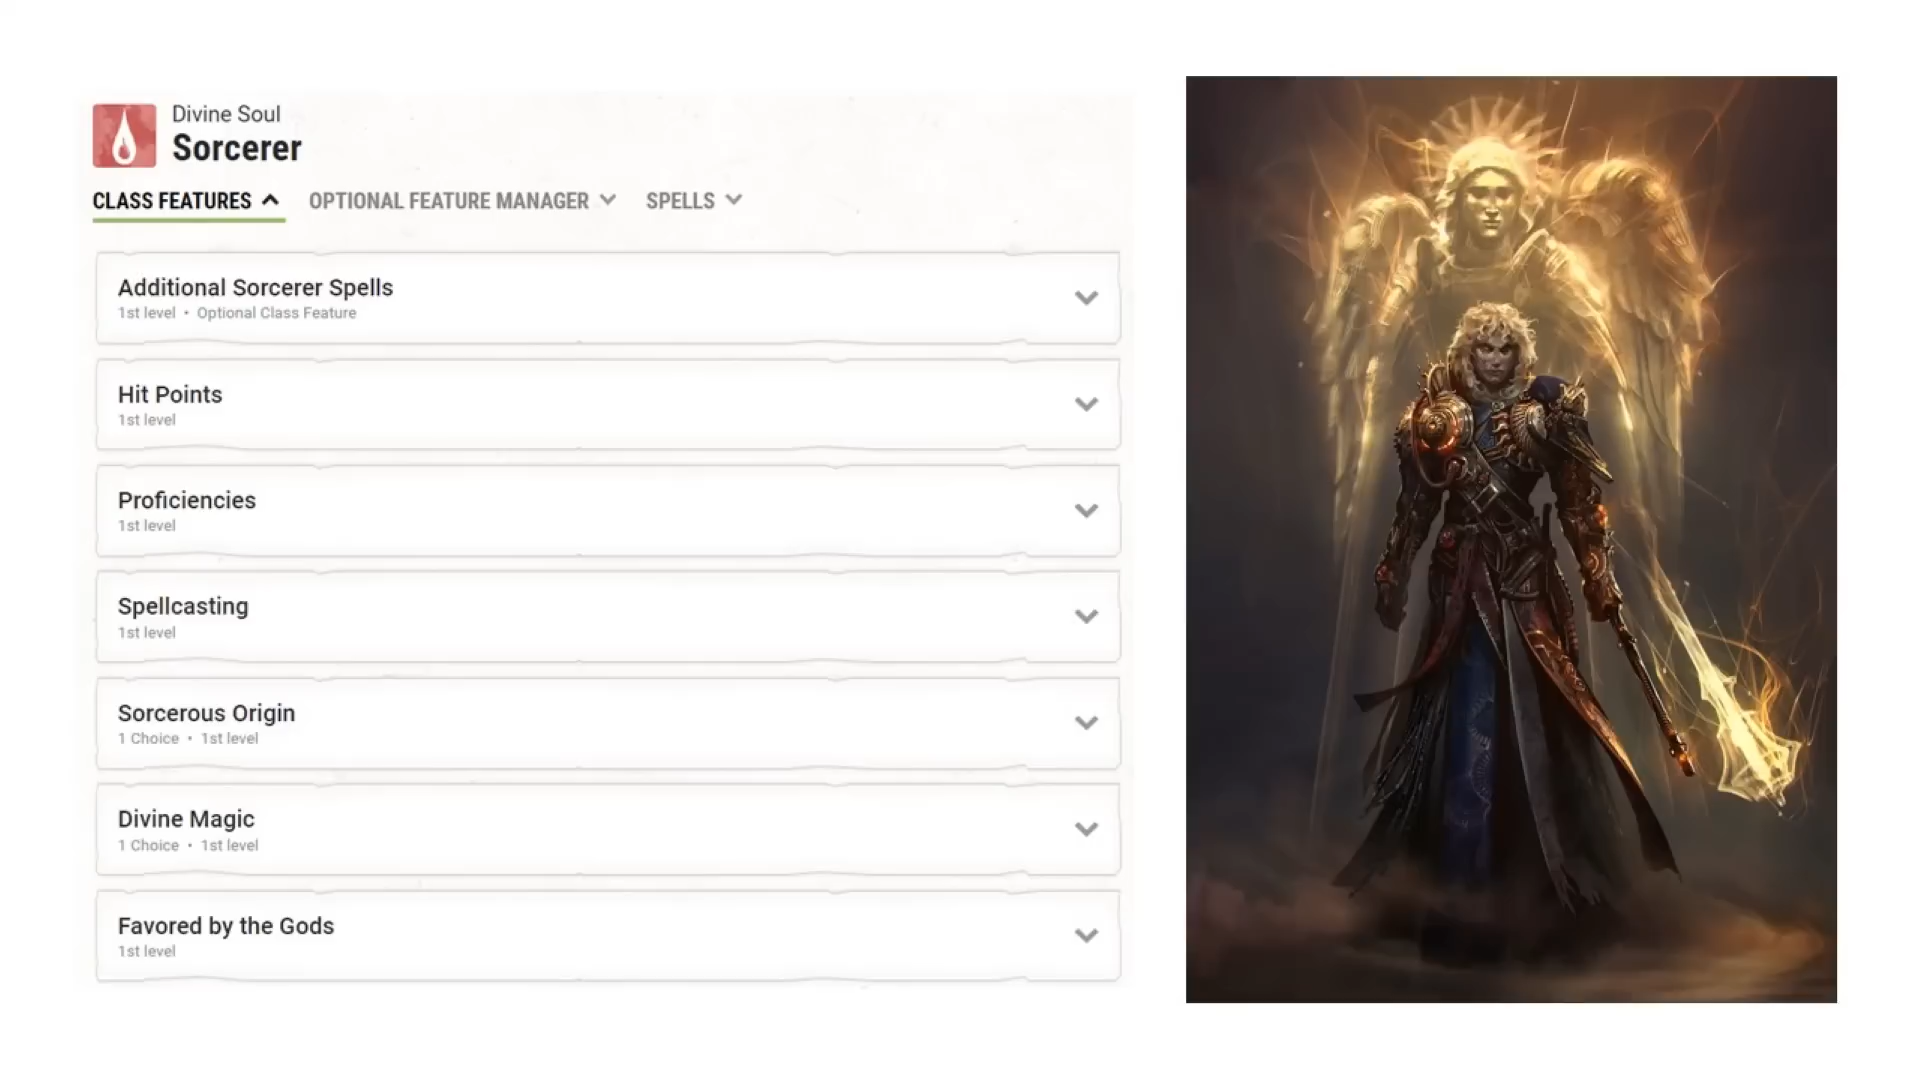 Divine Soul
Sorcerer
CLASS FEATURES
OPTIONAL FEATURE MANAGER
SPELLS
Additional Sorcerer Spells
1st level • Optional Class Feature
Hit Points
1st level
Proficiencies
1st level
Spellcasting
1st level
Sorcerous Origin
1 Choice • 1st level
Divine Magic
1 Choice • 1st level
Favored by the Gods
1st level